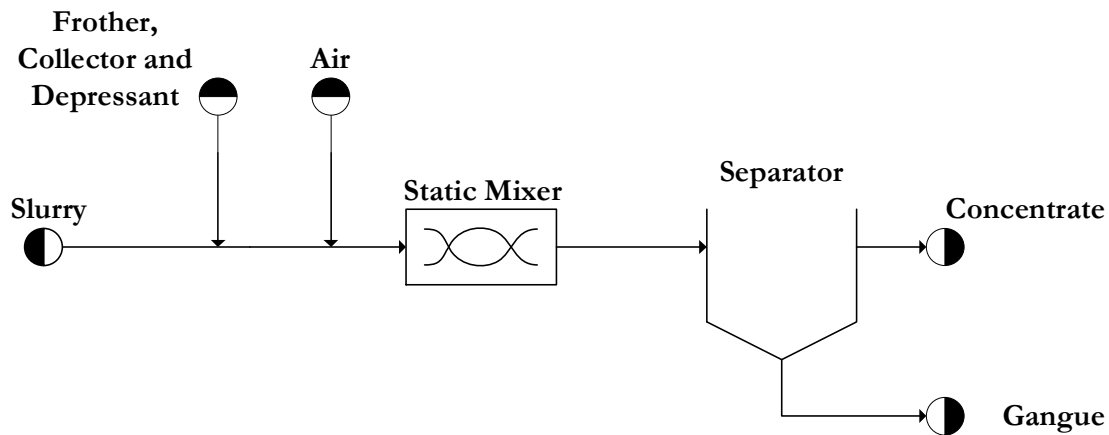 Frother,
Collector and
Depressant
Air
Slurry
Static Mixer
Separator
Concentrate
Gangue